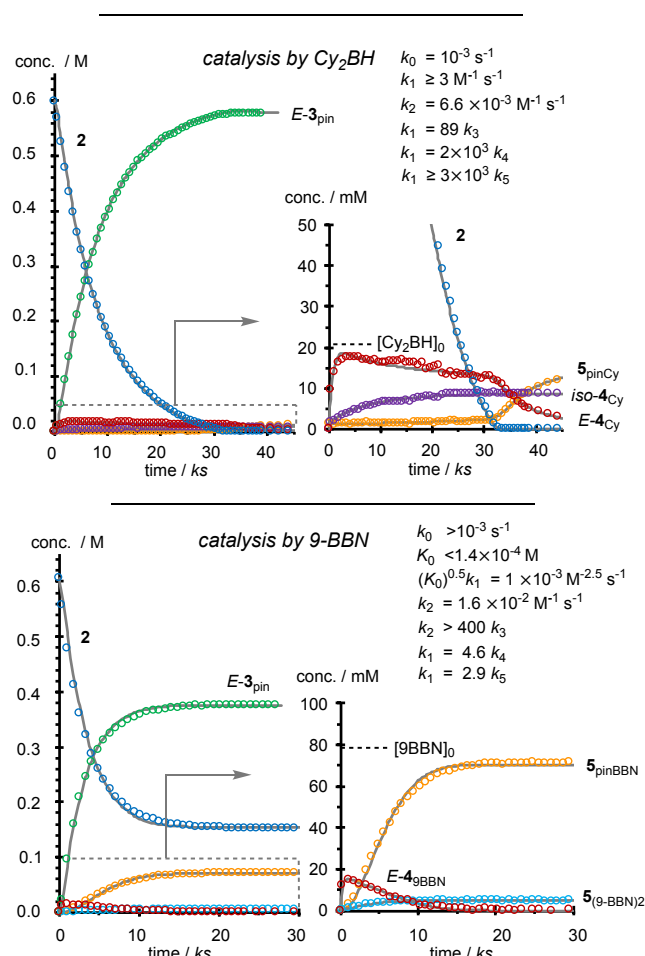 conc. / M
catalysis by Cy₂BH
k₀ = 10⁻³ s⁻¹
k₁ ≥ 3 M⁻¹ s⁻¹
k₂ = 6.6 ×10⁻³ M⁻¹ s⁻¹
k₁ = 89 k₃
k₁ = 2×10³ k₄
k₁ ≥ 3×10³ k₅
0.6
0.5
0.4
0.3
0.2
0.1
0.0
2
E-3pin
0 10 20 30 40
time / ks
conc. / mM
50
40
30
20
10
0
2
[Cy₂BH]₀
5pinCy
iso-4Cy
E-4Cy
0 10 20 30 40
time / ks
conc. / M
catalysis by 9-BBN
k₀ >10⁻³ s⁻¹
K₀ <1.4×10⁻⁴ M
(K₀)⁰·⁵k₁ = 1 ×10⁻³ M⁻²·⁵ s⁻¹
k₂ = 1.6 ×10⁻² M⁻¹ s⁻¹
k₂ > 400 k₃
k₁ = 4.6 k₄
k₁ = 2.9 k₅
0.6
0.5
0.4
0.3
0.2
0.1
0.0
2
E-3pin
0 10 20 30
time / ks
conc. / mM
100
80
60
40
20
0
[9BBN]₀
5pinBBN
E-49BBN
5(9-BBN)2
0 10 20 30
time / ks